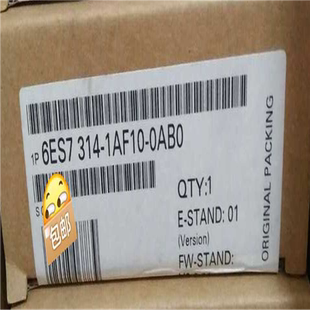 1P 6ES7 314-1AF10-0AB0
S
包邮
QTY:1
E-STAND: 01
(Version)
FW-STAND:
ORIGINAL PACKING